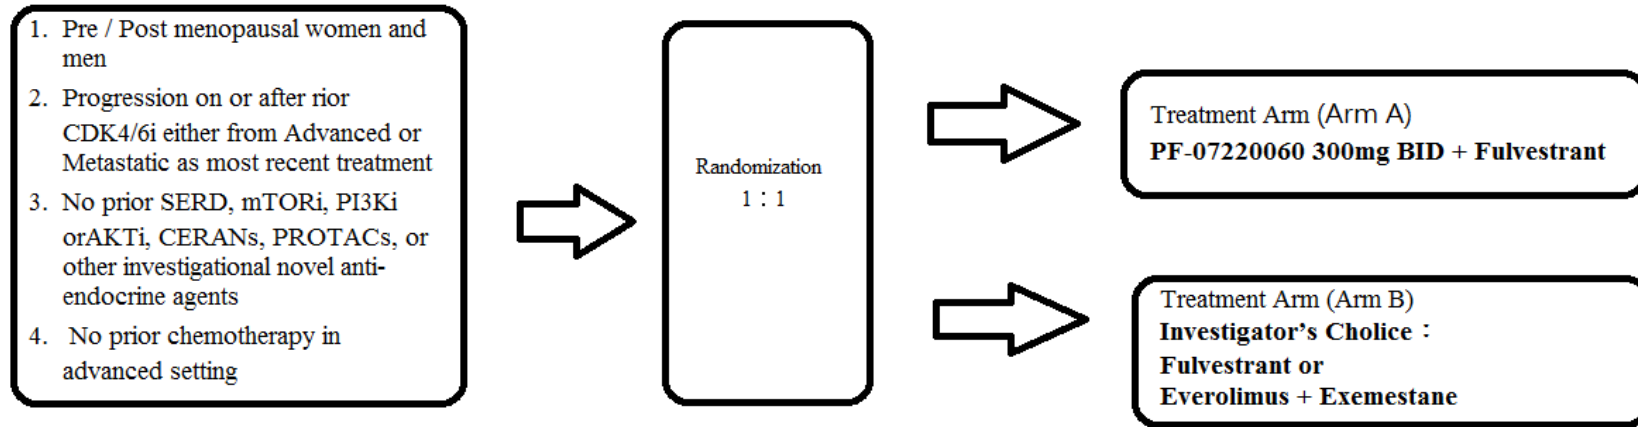 1. Pre / Post menopausal women and
men
2. Progression on or after rior
CDK4/6i either from Advanced or
Metastatic as most recent treatment
3. No prior SERD, mTORi, PI3Ki
orAKTi, CERANs, PROTACs, or
other investigational novel anti-
endocrine agents
4. No prior chemotherapy in
advanced setting
Randomization
1：1
Treatment Arm (Arm A)
PF-07220060 300mg BID + Fulvestrant
Treatment Arm (Arm B)
Investigator’s Cholice：
Fulvestrant or
Everolimus + Exemestane